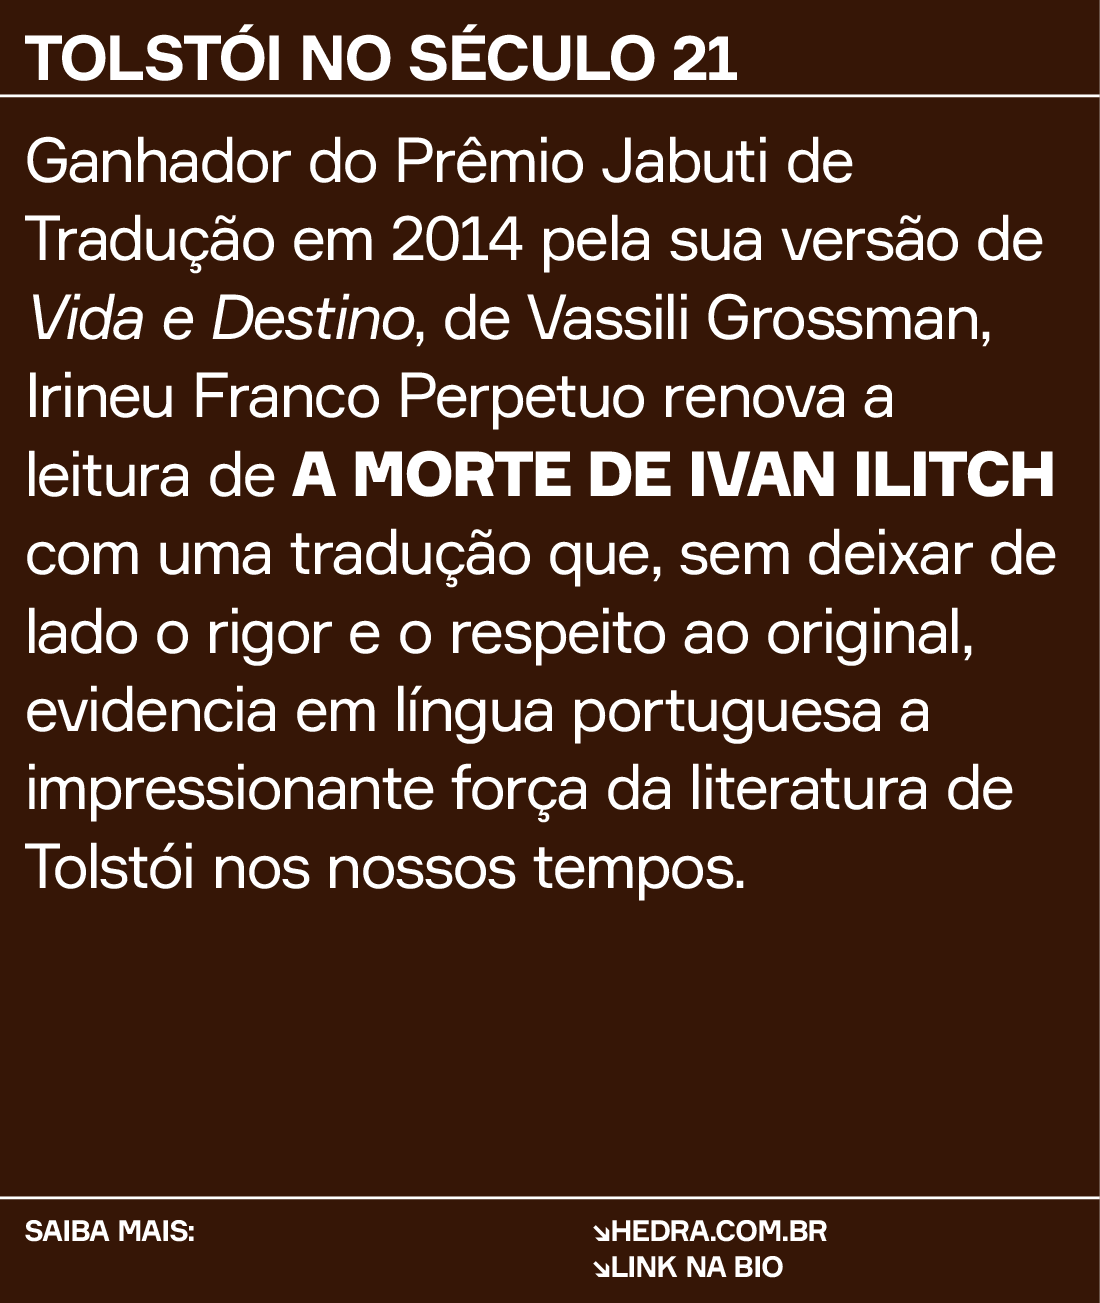 TOLSTÓI NO SÉCULO 21
Ganhador do Prêmio Jabuti de
Tradução em 2014 pela sua versão de
Vida e Destino, de Vassili Grossman,
Irineu Franco Perpetuo renova a
leitura de A MORTE DE IVAN ILITCH
com uma tradução que, sem deixar de
lado o rigor e o respeito ao original,
evidencia em língua portuguesa a
impressionante força da literatura de
Tolstói nos nossos tempos.
SAIBA MAIS:
↘HEDRA.COM.BR
↘LINK NA BIO